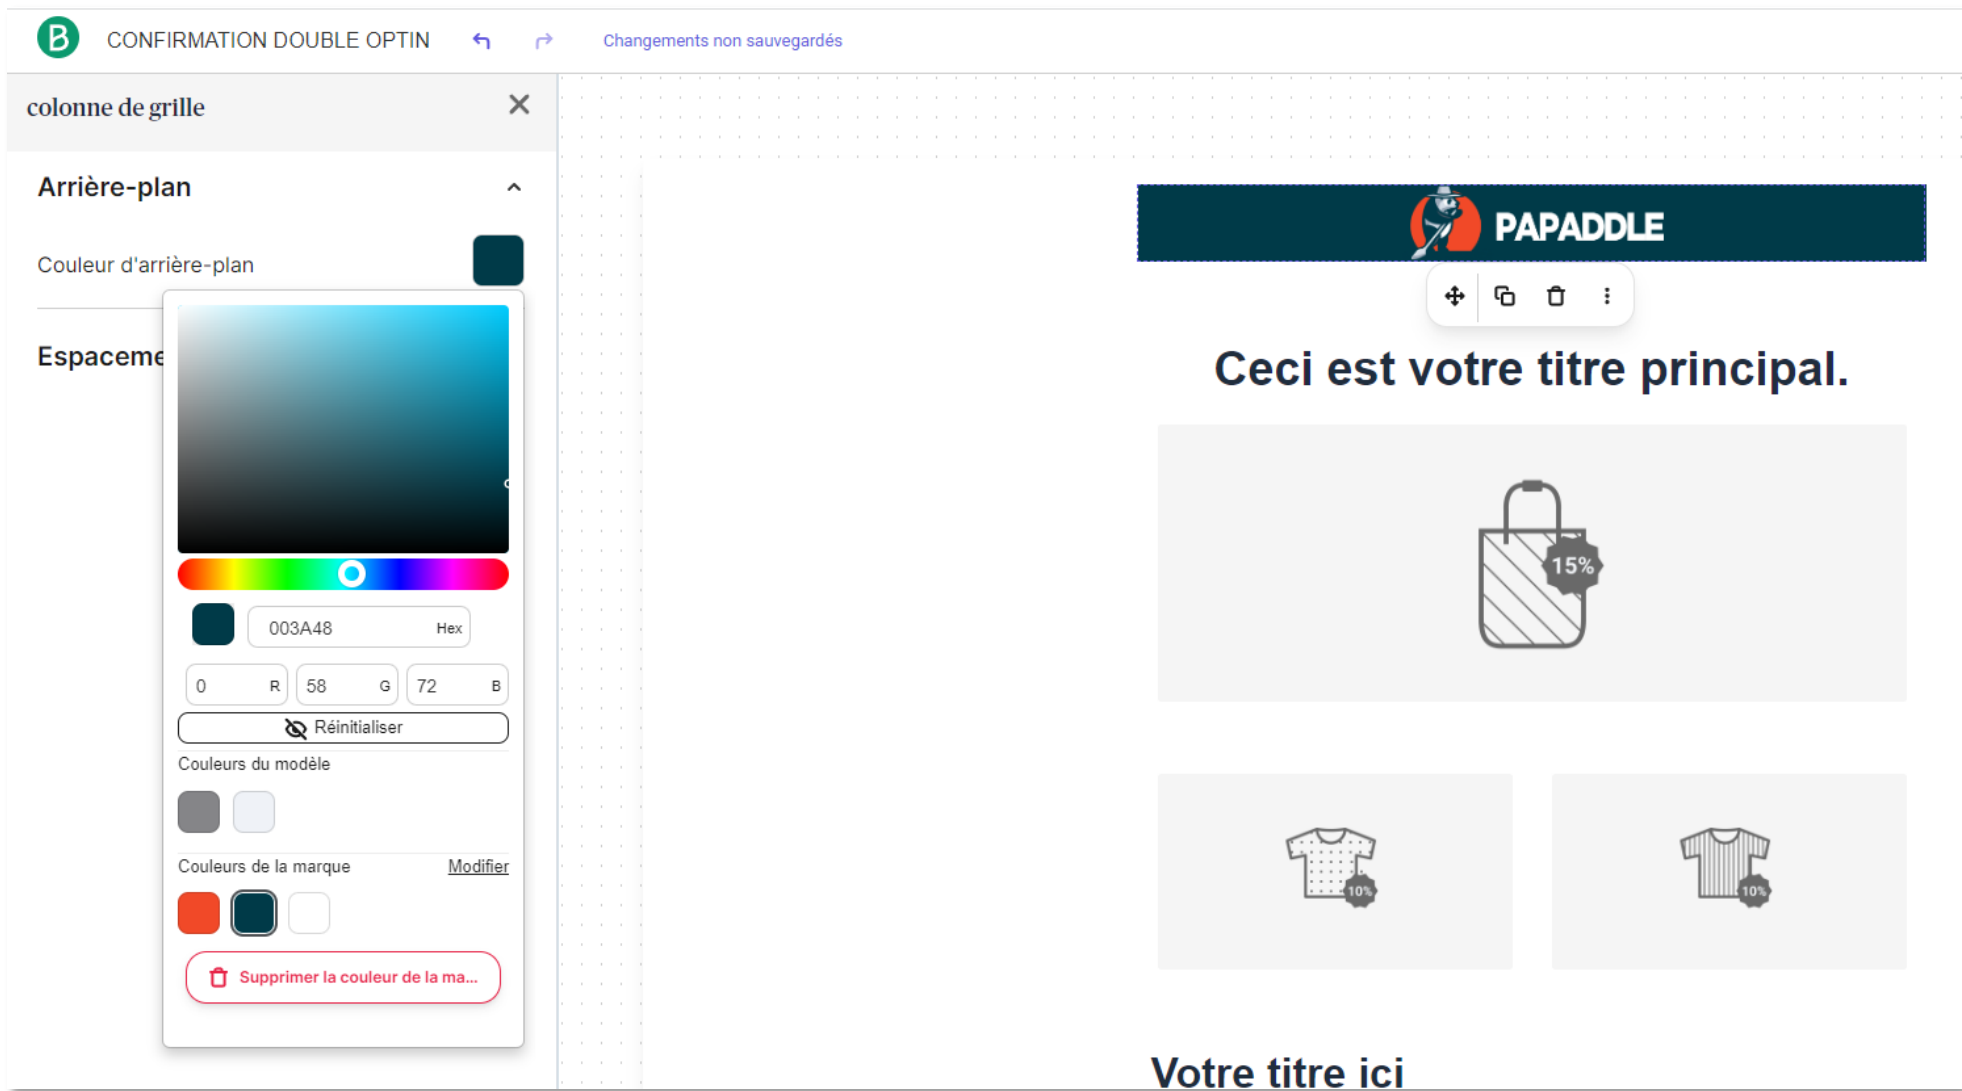 B CONFIRMATION DOUBLE OPTIN Changements non sauvegardés
colonne de grille
Arrière-plan
Couleur d'arrière-plan
Espaceme
003A48 Hex
0 R 58 G 72 B
Réinitialiser
Couleurs du modèle
Couleurs de la marque Modifier
Supprimer la couleur de la ma...
PAPADDLE
Ceci est votre titre principal.
15%
10% 10%
Votre titre ici